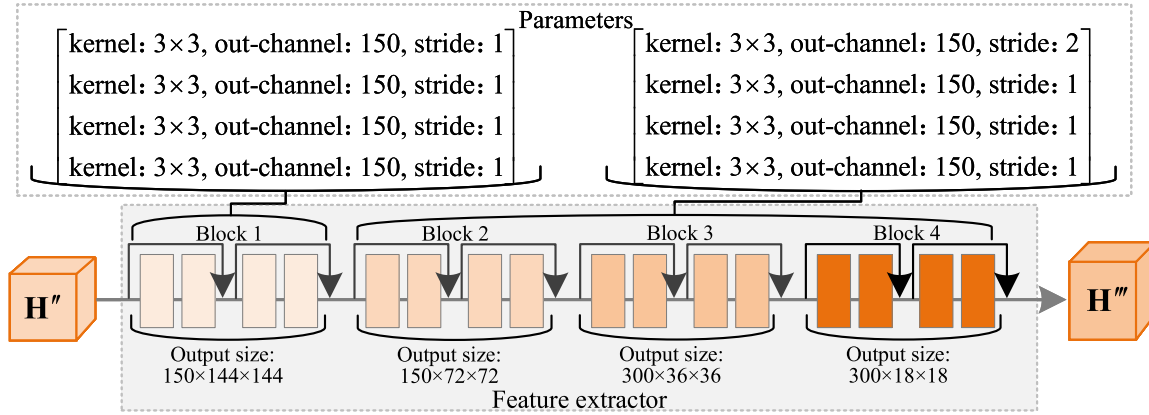 Parameters
kernel: 3×3, out-channel: 150, stride: 1
kernel: 3×3, out-channel: 150, stride: 1
kernel: 3×3, out-channel: 150, stride: 1
kernel: 3×3, out-channel: 150, stride: 1
kernel: 3×3, out-channel: 150, stride: 2
kernel: 3×3, out-channel: 150, stride: 1
kernel: 3×3, out-channel: 150, stride: 1
kernel: 3×3, out-channel: 150, stride: 1
Block 1
Block 2
Block 3
Block 4
H″
H‴
Output size:
150×144×144
Output size:
150×72×72
Output size:
300×36×36
Output size:
300×18×18
Feature extractor